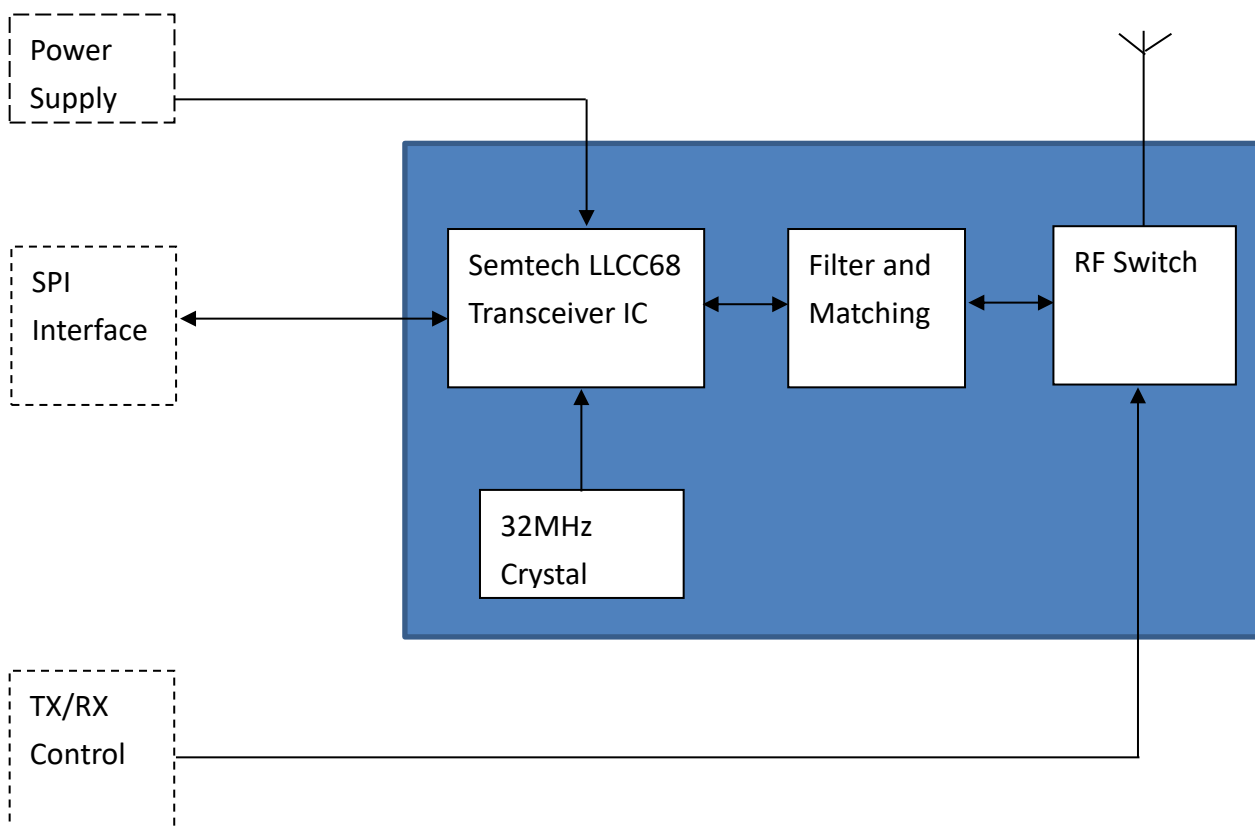 Power
Supply
SPI
Interface
Semtech LLCC68
Transceiver IC
Filter and
Matching
RF Switch
32MHz
Crystal
TX/RX
Control